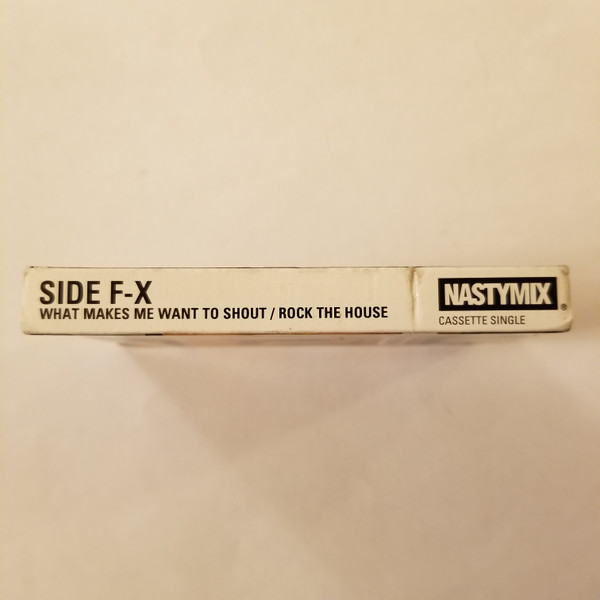 SIDE F-X
WHAT MAKES ME WANT TO SHOUT / ROCK THE HOUSE
NASTYMIX®
CASSETTE SINGLE